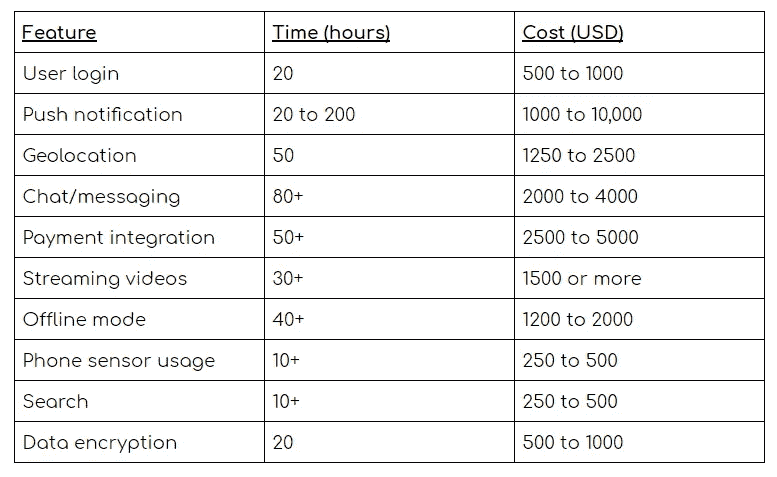 Feature Time (hours) Cost (USD)
User login 20 500 to 1000
Push notification 20 to 200 1000 to 10,000
Geolocation 50 1250 to 2500
Chat/messaging 80+ 2000 to 4000
Payment integration 50+ 2500 to 5000
Streaming videos 30+ 1500 or more
Offline mode 40+ 1200 to 2000
Phone sensor usage 10+ 250 to 500
Search 10+ 250 to 500
Data encryption 20 500 to 1000